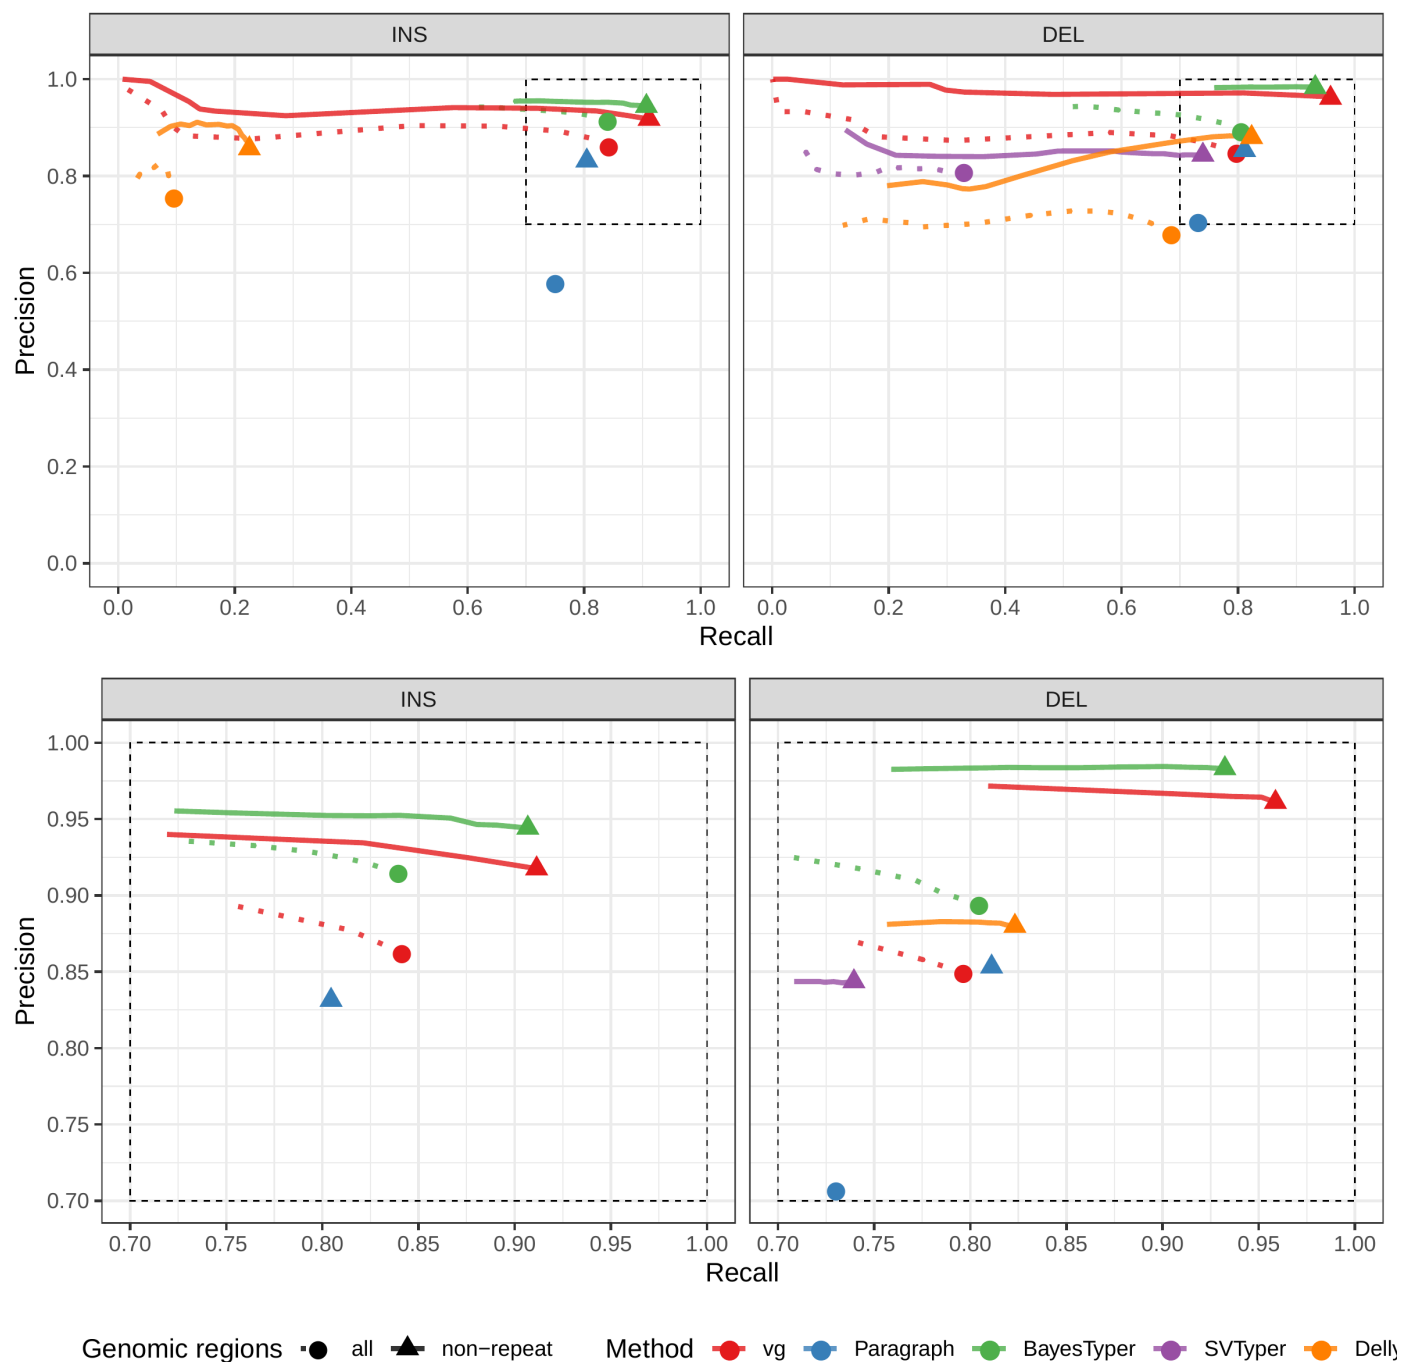 INS DEL
1.0
0.8
0.6
0.4
0.2
0.0
Precision
0.0 0.2 0.4 0.6 0.8 1.0 0.0 0.2 0.4 0.6 0.8 1.0
Recall
INS DEL
1.00
0.95
0.90
0.85
0.80
0.75
0.70
Precision
0.70 0.75 0.80 0.85 0.90 0.95 1.00 0.70 0.75 0.80 0.85 0.90 0.95 1.00
Recall
Genomic regions all non−repeat Method vg Paragraph BayesTyper SVTyper Delly